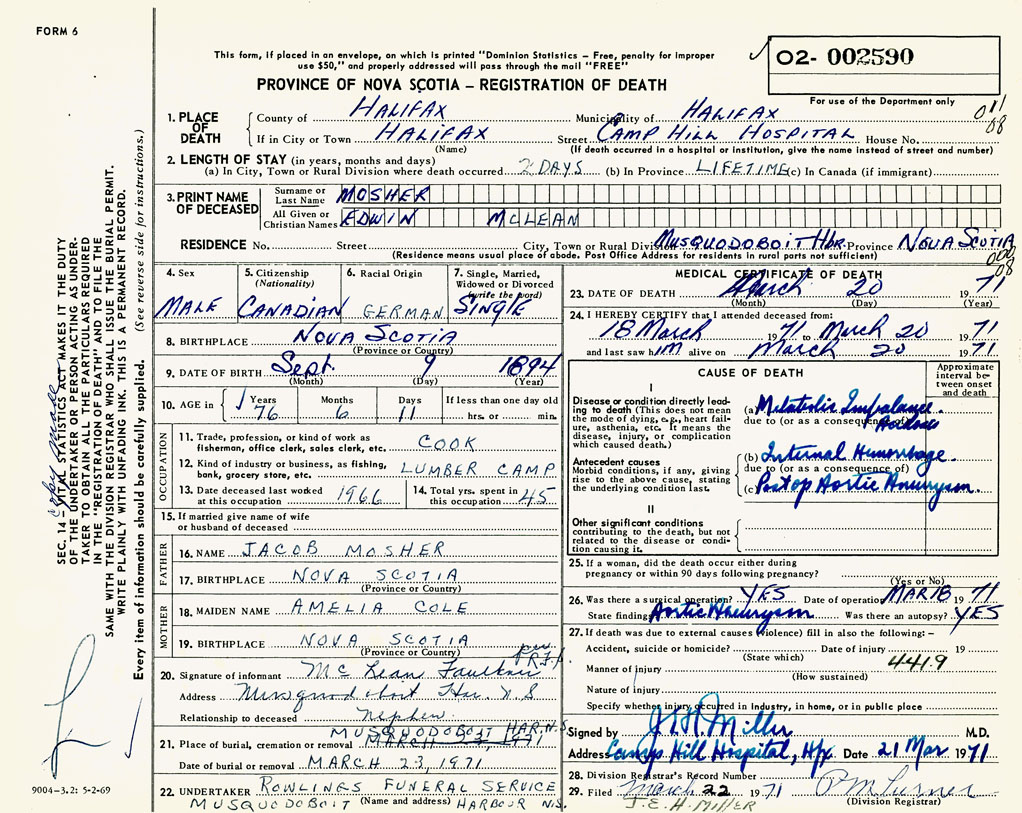 FORM 6
This form, if placed in an envelope, on which is printed "Dominion Statistics – Free, penalty for improper
use $50," and properly addressed will pass through the mail "FREE"
02- 002590
PROVINCE OF NOVA SCOTIA – REGISTRATION OF DEATH
For use of the Department only
011
08
1. PLACE OF DEATH
County of HALIFAX Municipality of HALIFAX
If in City or Town HALIFAX Street CAMP HILL HOSPITAL House No.
(Name) (If death occurred in a hospital or institution, give the name instead of street and number)
2. LENGTH OF STAY (in years, months and days)
(a) In City, Town or Rural Division where death occurred 2 DAYS (b) In Province LIFETIME (c) In Canada (if immigrant)
3. PRINT NAME OF DECEASED
Surname or Last Name MOSHER
All Given or Christian Names EDWIN MCLEAN
RESIDENCE No. Street City, Town or Rural Division MUSQUODOBOIT Hbr. Province NOVA SCOTIA
(Residence means usual place of abode. Post Office Address for residents in rural parts not sufficient)
000
08
4. Sex MALE
5. Citizenship (Nationality) CANADIAN
6. Racial Origin GERMAN
7. Single, Married, Widowed or Divorced (write the word) SINGLE
8. BIRTHPLACE NOVA SCOTIA
(Province or Country)
9. DATE OF BIRTH Sept. 9 1894
(Month) (Day) (Year)
10. AGE in Years 76 Months 6 Days 11 If less than one day old hrs. or min.
OCCUPATION
11. Trade, profession, or kind of work as fisherman, office clerk, sales clerk, etc. COOK
12. Kind of industry or business, as fishing, bank, grocery store, etc. LUMBER CAMP
13. Date deceased last worked at this occupation 1966
14. Total yrs. spent in this occupation 45
15. If married give name of wife or husband of deceased
FATHER
16. NAME JACOB MOSHER
17. BIRTHPLACE NOVA SCOTIA
(Province or Country)
MOTHER
18. MAIDEN NAME AMELIA COLE
19. BIRTHPLACE NOVA SCOTIA
(Province or Country)
per
20. Signature of informant McLean Faulkner
Address Musquodoboit Har. N S
Relationship to deceased Nephew
MUSQUODOBOIT HAR. N.S.
21. Place of burial, cremation or removal MARCH 23 1971
Date of burial or removal MARCH 23, 1971
22. UNDERTAKER ROWLINGS FUNERAL SERVICE
(Name and address) MUSQUODOBOIT HARBOUR N.S.
MEDICAL CERTIFICATE OF DEATH
23. DATE OF DEATH March 20 1971
(Month) (Day) (Year)
24. I HEREBY CERTIFY that I attended deceased from:
18 March 1971 to March 20 1971
and last saw him alive on March 20 1971
CAUSE OF DEATH
Approximate interval between onset and death
I
Disease or condition directly leading to death (This does not mean the mode of dying, e.g., heart failure, asthenia, etc. It means the disease, injury, or complication which caused death.)
(a) Metabolic Imbalance.
due to (or as a consequence of) Acidosis
Antecedent causes
Morbid conditions, if any, giving rise to the above cause, stating the underlying condition last.
(b) Internal Hemorrhage.
due to (or as a consequence of)
(c) Postop Aortic Aneurysm.
II
Other significant conditions contributing to the death, but not related to the disease or condition causing it.
25. If a woman, did the death occur either during pregnancy or within 90 days following pregnancy?
(Yes or No)
26. Was there a surgical operation? YES Date of operation MAR 18 1971
State findings Aortic Aneurysm Was there an autopsy? YES
27. If death was due to external causes (violence) fill in also the following: –
Accident, suicide or homicide? Date of injury 19
(State which)
Manner of injury 441.9
(How sustained)
Nature of injury
Specify whether injury occurred in industry, in home, or in public place
Signed by J.H. Miller M.D.
Address Camp Hill Hospital, Hfx Date 21 Mar 1971
28. Division Registrar's Record Number
29. Filed March 22 1971 P M Turner
J.E.H. MILLER (Division Registrar)
copy made
SEC. 14 – VITAL STATISTICS ACT MAKES IT THE DUTY
OF THE UNDERTAKER OR PERSON ACTING AS UNDER-
TAKER TO OBTAIN ALL THE PARTICULARS REQUIRED
IN THE "REGISTRATION OF DEATH" AND TO FILE THE
SAME WITH THE DIVISION REGISTRAR WHO SHALL ISSUE THE BURIAL PERMIT.
WRITE PLAINLY WITH UNFADING INK. THIS IS A PERMANENT RECORD.
Every item of information should be carefully supplied. (See reverse side for instructions.)
9004-3.2: 5-2-69